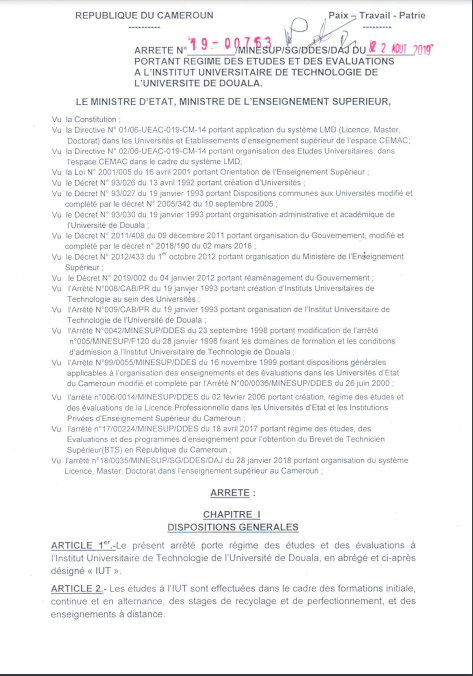 REPUBLIQUE DU CAMEROUN
Paix – Travail - Patrie
----------
----------
ARRETE N° 19-00753 /MINESUP/SG/DDES/DAJ DU 22 AOUT 2019
PORTANT REGIME DES ETUDES ET DES EVALUATIONS
A L'INSTITUT UNIVERSITAIRE DE TECHNOLOGIE DE
L'UNIVERSITE DE DOUALA.
LE MINISTRE D'ETAT, MINISTRE DE L'ENSEIGNEMENT SUPERIEUR,
Vu la Constitution ;
Vu la Directive N° 01/06-UEAC-019-CM-14 portant application du système LMD (Licence, Master,
Doctorat) dans les Universités et Etablissements d'enseignement supérieur de l'espace CEMAC;
Vu la Directive N° 02/06-UEAC-019-CM-14 portant organisation des Etudes Universitaires dans
l'espace CEMAC dans le cadre du système LMD;
Vu la Loi N° 2001/005 du 16 avril 2001 portant Orientation de l'Enseignement Supérieur ;
Vu le Décret N° 93/026 du 13 avril 1992 portant création d'Universités ;
Vu le Décret N° 93/027 du 19 janvier 1993 portant Dispositions communes aux Universités modifié et
complété par le décret N° 2005/342 du 10 septembre 2005 ;
Vu le Décret N° 93/030 du 19 janvier 1993 portant organisation administrative et académique de
l'Université de Douala ;
Vu le Décret N° 2011/408 du 09 décembre 2011 portant organisation du Gouvernement, modifié et
complété par le décret n° 2018/190 du 02 mars 2018 ;
Vu le Décret N° 2012/433 du 1er octobre 2012 portant organisation du Ministère de l'Enseignement
Supérieur ;
Vu le Décret N° 2019/002 du 04 janvier 2012 portant réaménagement du Gouvernement ;
Vu l'Arrêté N°008/CAB/PR du 19 janvier 1993 portant création d'Instituts Universitaires de
Technologie au sein des Universités ;
Vu l'Arrêté N°009/CAB/PR du 19 janvier 1993 portant organisation de l'Institut Universitaire de
Technologie de l'Université de Douala ;
Vu l'Arrêté N°0042/MINESUP/DDES du 23 septembre 1998 portant modification de l'arrêté
n°005/MINESUP/F120 du 28 janvier 1998 fixant les domaines de formation et les conditions
d'admission à l'Institut Universitaire de Technologie de Douala ;
Vu l'Arrêté N°99/0055/MINESUP/DDES du 16 novembre 1999 portant dispositions générales
applicables à l'organisation des enseignements et des évaluations dans les Universités d'Etat
du Cameroun modifié et complété par l'Arrêté N°00/0036/MINESUP/DDES du 26 juin 2000 ;
Vu l'arrêté n°006/0014/MINESUP/DDES du 02 février 2006 portant création, régime des études et
des évaluations de la Licence Professionnelle dans les Universités d'Etat et les Institutions
Privées d'Enseignement Supérieur du Cameroun ;
Vu l'arrêté n°17/00224/MINESUP/DDES du 18 avril 2017 portant régime des études, des
Evaluations et des programmes d'enseignement pour l'obtention du Brevet de Technicien
Supérieur(BTS) en République du Cameroun ;
Vu l'arrêté n°18/0035/MINESUP/SG/DDES/DAJ du 28 janvier 2018 portant organisation du système
Licence, Master, Doctorat dans l'enseignement supérieur au Cameroun ;
ARRETE :
CHAPITRE I
DISPOSITIONS GENERALES
ARTICLE 1er.-Le présent arrêté porte régime des études et des évaluations à
l'Institut Universitaire de Technologie de l'Université de Douala, en abrégé et ci-après
désigné « IUT ».
ARTICLE 2.- Les études à l'IUT sont effectuées dans le cadre des formations initiale,
continue et en alternance, des stages de recyclage et de perfectionnement, et des
enseignements à distance.